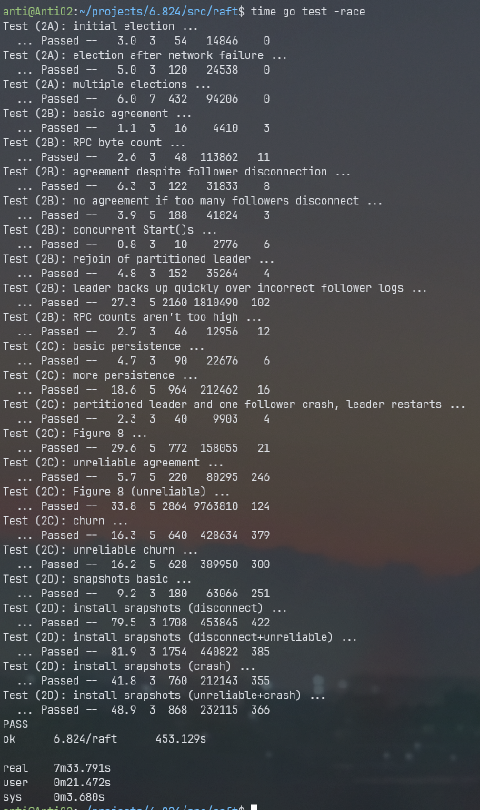 anti@AntiO2:~/projects/6.824/src/raft$ time go test -race
Test (2A): initial election ...
... Passed -- 3.0 3 54 14846 0
Test (2A): election after network failure ...
... Passed -- 5.0 3 120 24538 0
Test (2A): multiple elections ...
... Passed -- 6.0 7 432 94206 0
Test (2B): basic agreement ...
... Passed -- 1.1 3 16 4410 3
Test (2B): RPC byte count ...
... Passed -- 2.6 3 48 113862 11
Test (2B): agreement despite follower disconnection ...
... Passed -- 6.3 3 122 31833 8
Test (2B): no agreement if too many followers disconnect ...
... Passed -- 3.9 5 188 41824 3
Test (2B): concurrent Start()s ...
... Passed -- 0.8 3 10 2776 6
Test (2B): rejoin of partitioned leader ...
... Passed -- 4.8 3 152 35264 4
Test (2B): leader backs up quickly over incorrect follower logs ...
... Passed -- 27.3 5 2160 1810490 102
Test (2B): RPC counts aren't too high ...
... Passed -- 2.7 3 46 12956 12
Test (2C): basic persistence ...
... Passed -- 4.7 3 90 22676 6
Test (2C): more persistence ...
... Passed -- 18.6 5 964 212462 16
Test (2C): partitioned leader and one follower crash, leader restarts ...
... Passed -- 2.3 3 40 9903 4
Test (2C): Figure 8 ...
... Passed -- 29.6 5 772 158055 21
Test (2C): unreliable agreement ...
... Passed -- 5.7 5 220 80295 246
Test (2C): Figure 8 (unreliable) ...
... Passed -- 33.8 5 2864 9763810 124
Test (2C): churn ...
... Passed -- 16.3 5 640 428634 379
Test (2C): unreliable churn ...
... Passed -- 16.2 5 628 389950 300
Test (2D): snapshots basic ...
... Passed -- 9.2 3 180 63066 251
Test (2D): install snapshots (disconnect) ...
... Passed -- 79.5 3 1708 453845 422
Test (2D): install snapshots (disconnect+unreliable) ...
... Passed -- 81.9 3 1754 440822 385
Test (2D): install snapshots (crash) ...
... Passed -- 41.8 3 760 212143 355
Test (2D): install snapshots (unreliable+crash) ...
... Passed -- 48.9 3 868 232115 366
PASS
ok 6.824/raft 453.129s
real 7m33.791s
user 0m21.472s
sys 0m3.680s
anti@AntiO2:~/projects/6.824/src/raft$